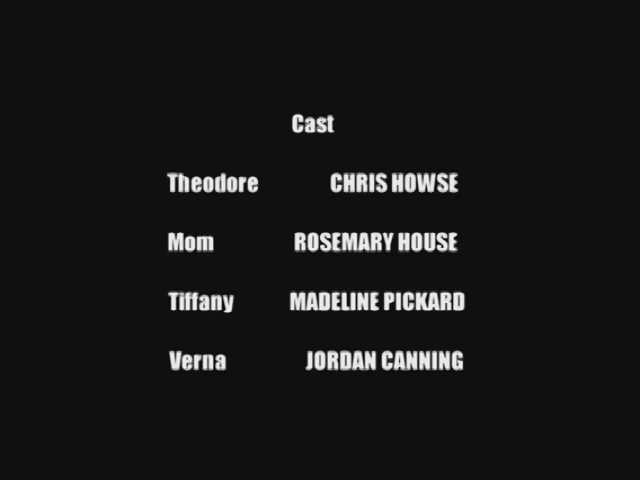 Cast
Theodore CHRIS HOWSE
Mom ROSEMARY HOUSE
Tiffany MADELINE PICKARD
Verna JORDAN CANNING